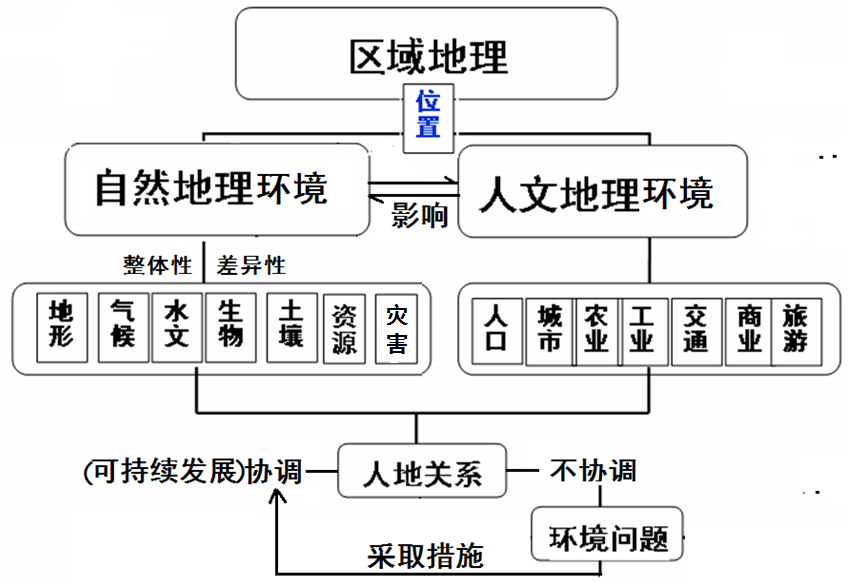 区域地理
位置
自然地理环境
人文地理环境
影响
整体性
差异性
地形
气候
水文
生物
土壤
资源
灾害
人口
城市
农业
工业
交通
商业
旅游
(可持续发展)协调
人地关系
不协调
环境问题
采取措施